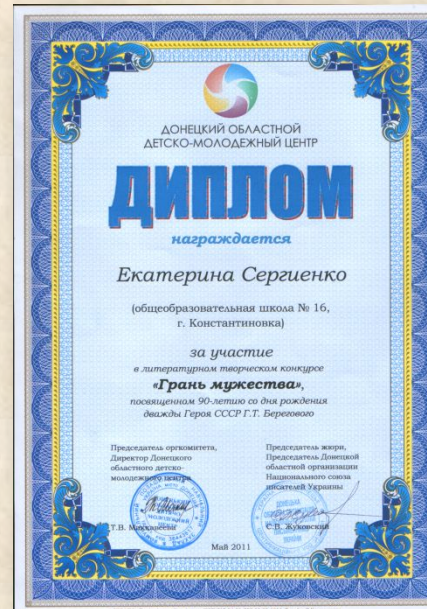 ДОНЕЦКИЙ ОБЛАСТНОЙ
ДЕТСКО-МОЛОДЕЖНЫЙ ЦЕНТР
ДИПЛОМ
награждается
Екатерина Сергиенко
(общеобразовательная школа № 16,
г. Константиновка)
за участие
в литературном творческом конкурсе
«Грань мужества»,
посвященном 90-летию со дня рождения
дважды Героя СССР Г.Т. Берегового
Председатель оргкомитета,
Директор Донецкого
областного детско-
молодежного центра
Т.В.
Председатель жюри,
Председатель Донецкой
областной организации
Национального союза
писателей Украины
С.В. Жуковский
Май 2011